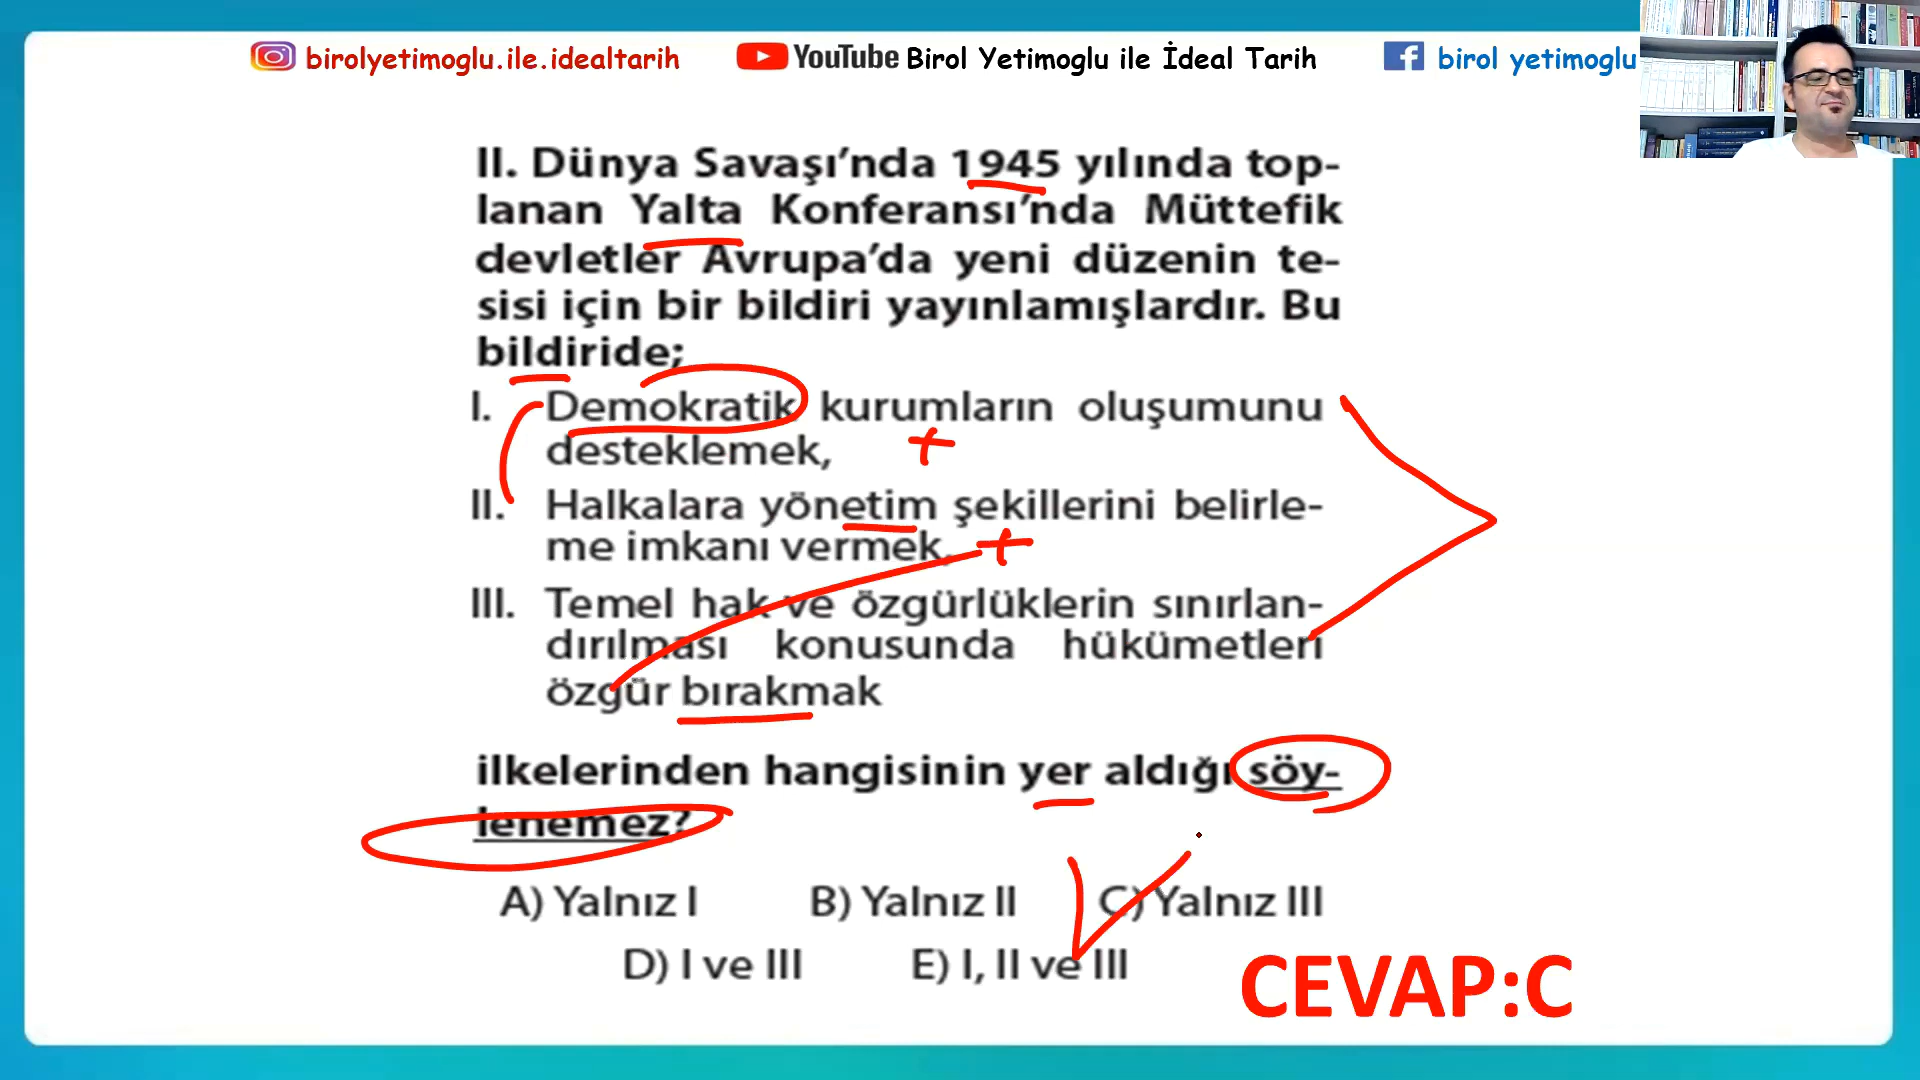 birolyetimoglu.ile.idealtarih YouTube Birol Yetimoglu ile İdeal Tarih birol yetimoglu
II. Dünya Savaşı’nda 1945 yılında top-
lanan Yalta Konferansı’nda Müttefik
devletler Avrupa’da yeni düzenin te-
sisi için bir bildiri yayınlamışlardır. Bu
bildiride;
I. Demokratik kurumların oluşumunu
desteklemek,
II. Halkalara yönetim şekillerini belirle-
me imkanı vermek,
III. Temel hak ve özgürlüklerin sınırlan-
dırılması konusunda hükümetleri
özgür bırakmak
ilkelerinden hangisinin yer aldığı söy-
lenemez?
A) Yalnız I B) Yalnız II C) Yalnız III
D) I ve III E) I, II ve III
CEVAP:C